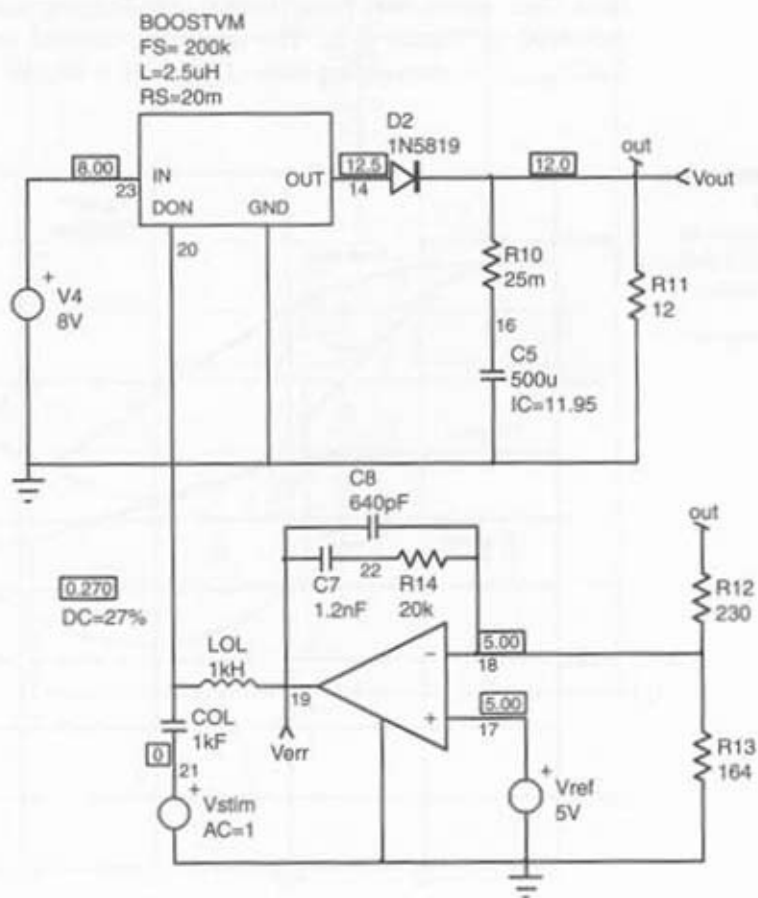 BOOSTVM
FS= 200k
L=2.5uH
RS=20m
D2
1N5819
out
8.00
23
IN
OUT
12.5
14
12.0
Vout
DON
GND
20
R10
25m
V4
8V
+
16
R11
12
C5
500u
IC=11.95
C8
640pF
out
22
C7
1.2nF
R14
20k
R12
230
0.270
DC=27%
LOL
1kH
19
−
5.00
18
+
5.00
17
Verr
COL
1kF
0
21
+
Vstim
AC=1
+
Vref
5V
R13
164